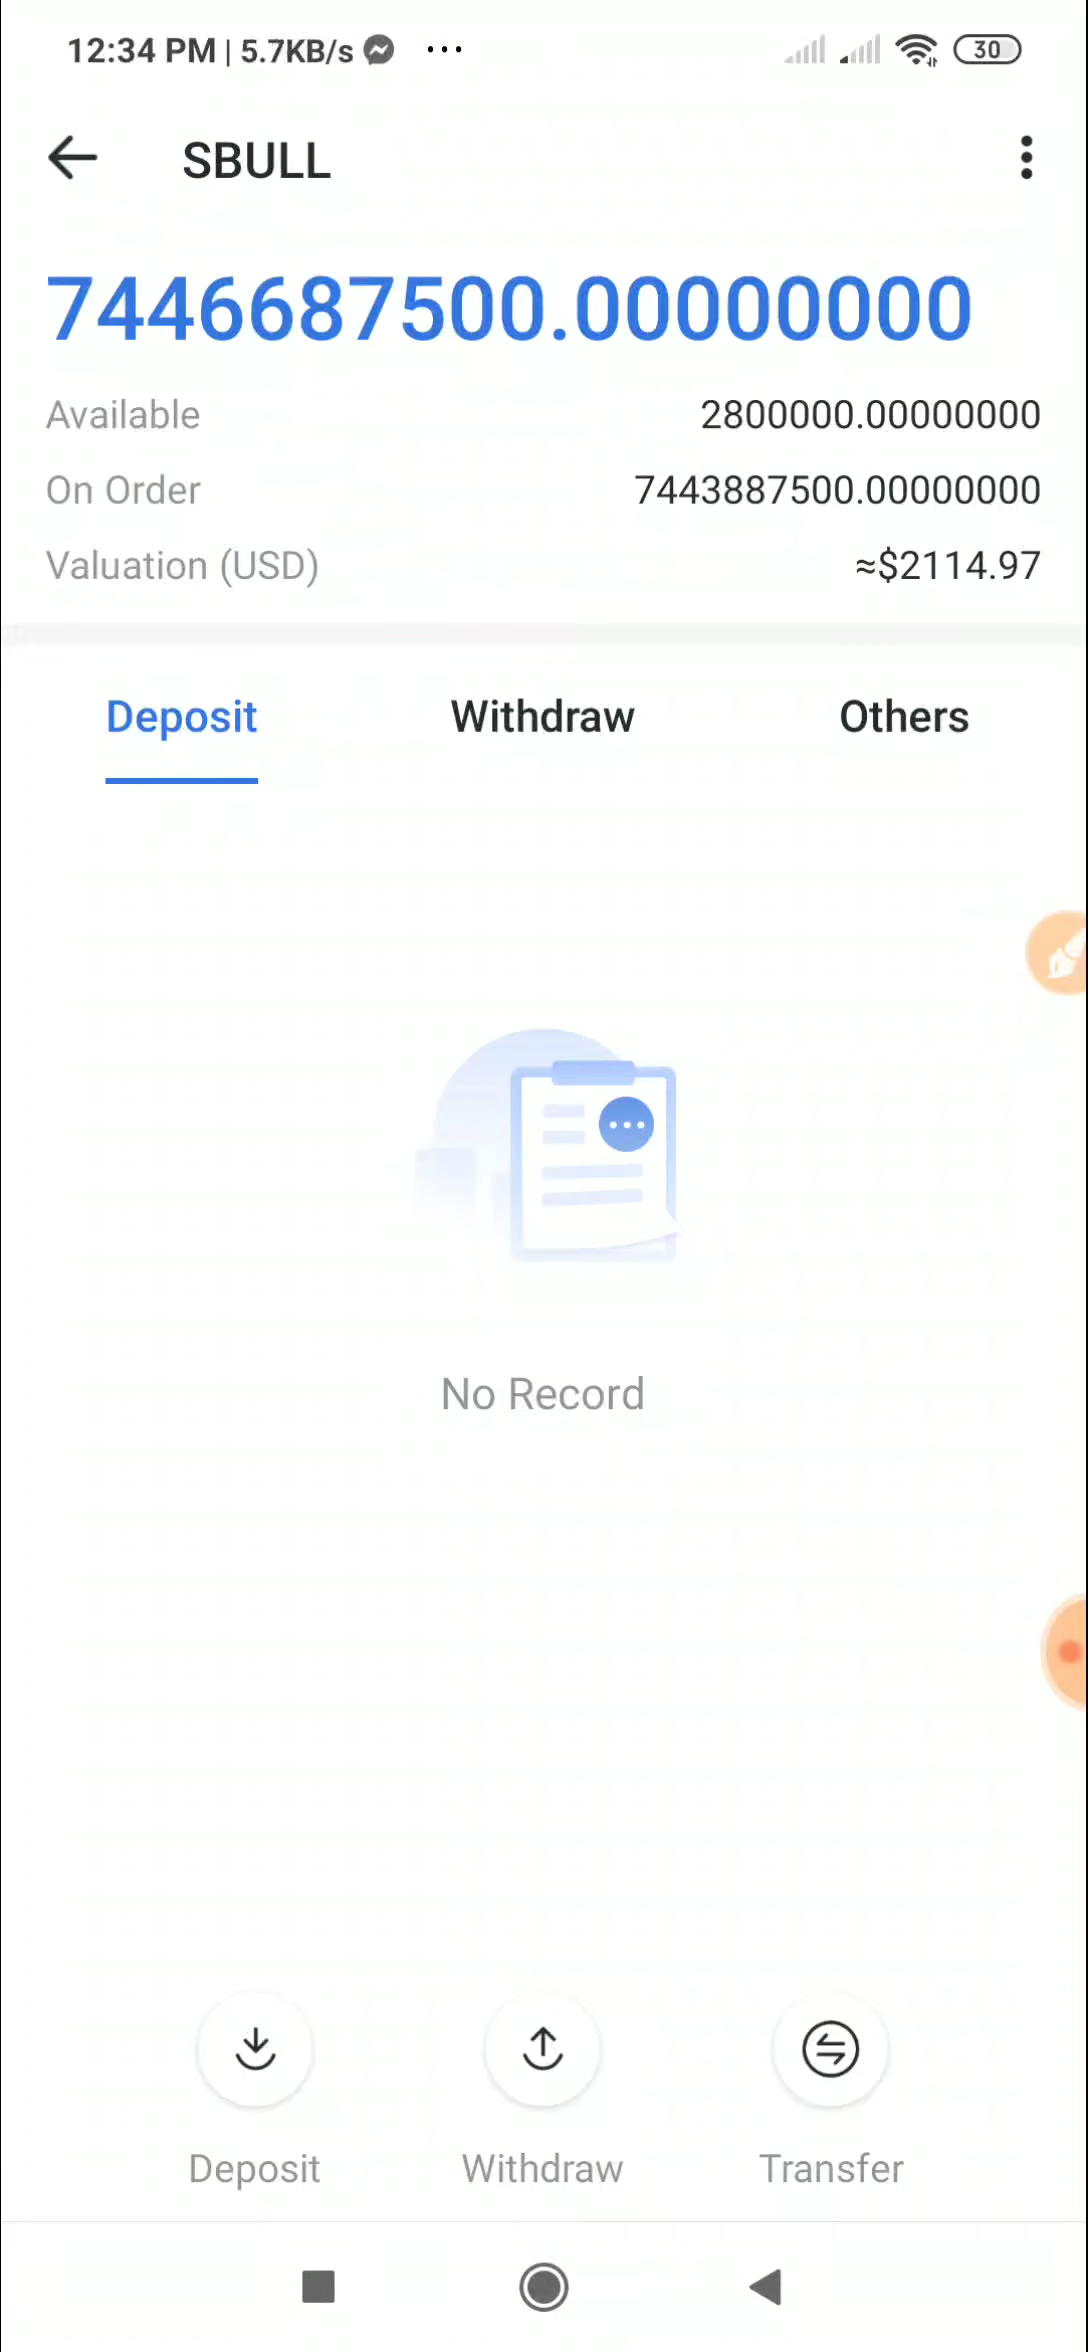 12:34 PM | 5.7KB/s ...
30
SBULL
7446687500.00000000
Available 2800000.00000000
On Order 7443887500.00000000
Valuation (USD) ≈$2114.97
Deposit Withdraw Others
No Record
Deposit Withdraw Transfer